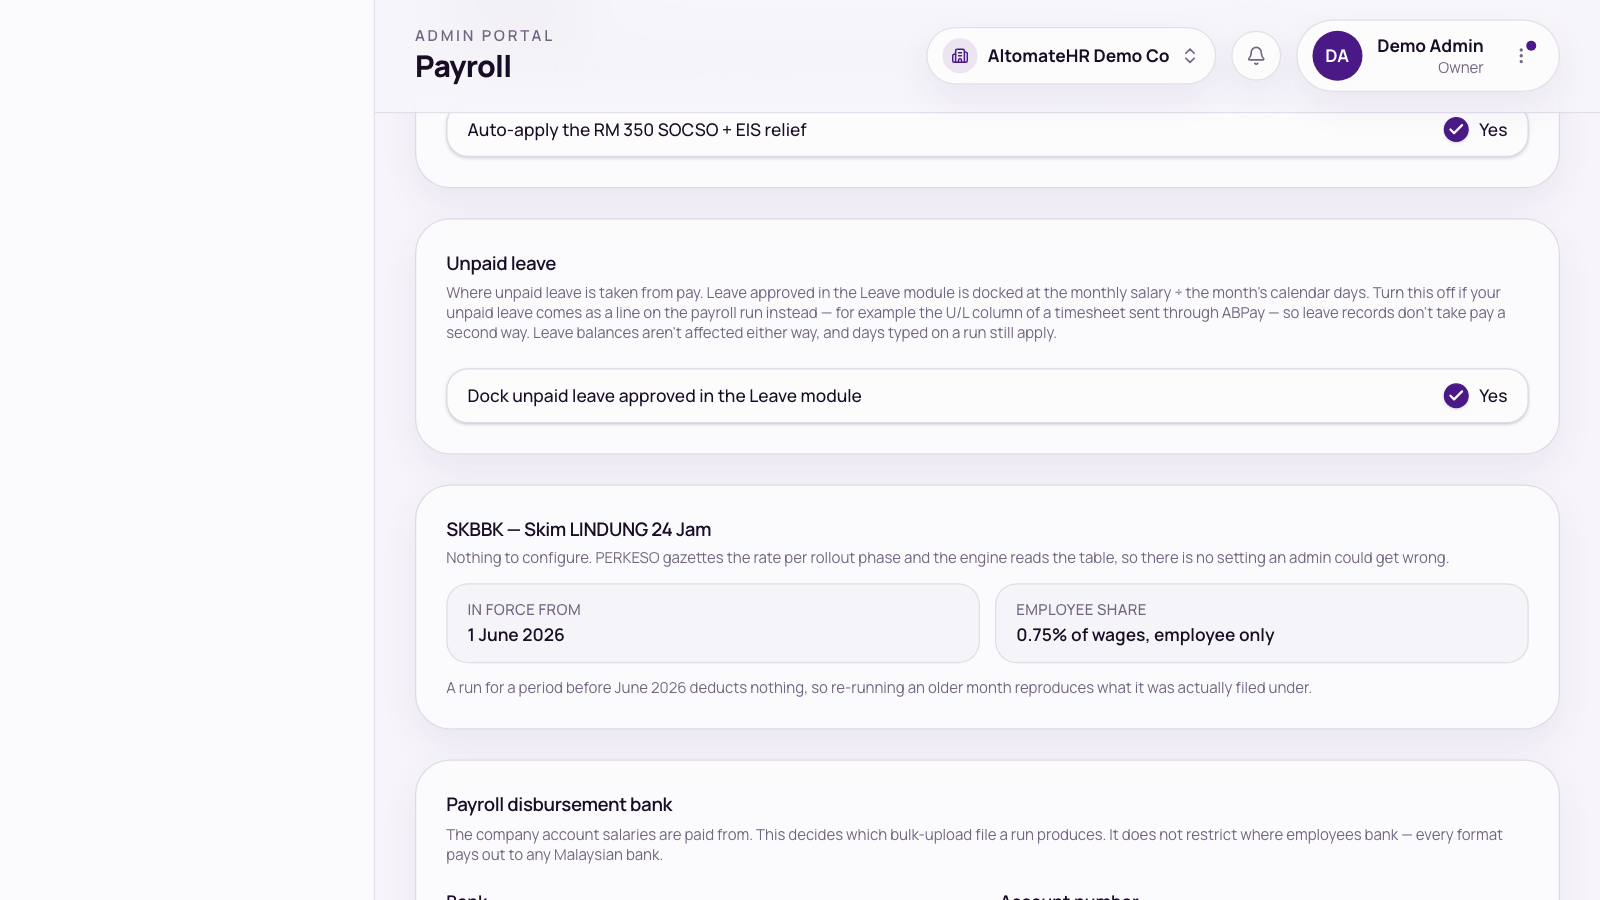 ADMIN PORTAL
Payroll
AltomateHR Demo Co
DA
Demo Admin
Owner
Auto-apply the RM 350 SOCSO + EIS relief
Yes
Unpaid leave
Where unpaid leave is taken from pay. Leave approved in the Leave module is docked at the monthly salary ÷ the month's calendar days. Turn this off if your
unpaid leave comes as a line on the payroll run instead — for example the U/L column of a timesheet sent through ABPay — so leave records don't take pay a
second way. Leave balances aren't affected either way, and days typed on a run still apply.
Dock unpaid leave approved in the Leave module
Yes
SKBBK — Skim LINDUNG 24 Jam
Nothing to configure. PERKESO gazettes the rate per rollout phase and the engine reads the table, so there is no setting an admin could get wrong.
IN FORCE FROM
1 June 2026
EMPLOYEE SHARE
0.75% of wages, employee only
A run for a period before June 2026 deducts nothing, so re-running an older month reproduces what it was actually filed under.
Payroll disbursement bank
The company account salaries are paid from. This decides which bulk-upload file a run produces. It does not restrict where employees bank — every format
pays out to any Malaysian bank.
Bank
Account number